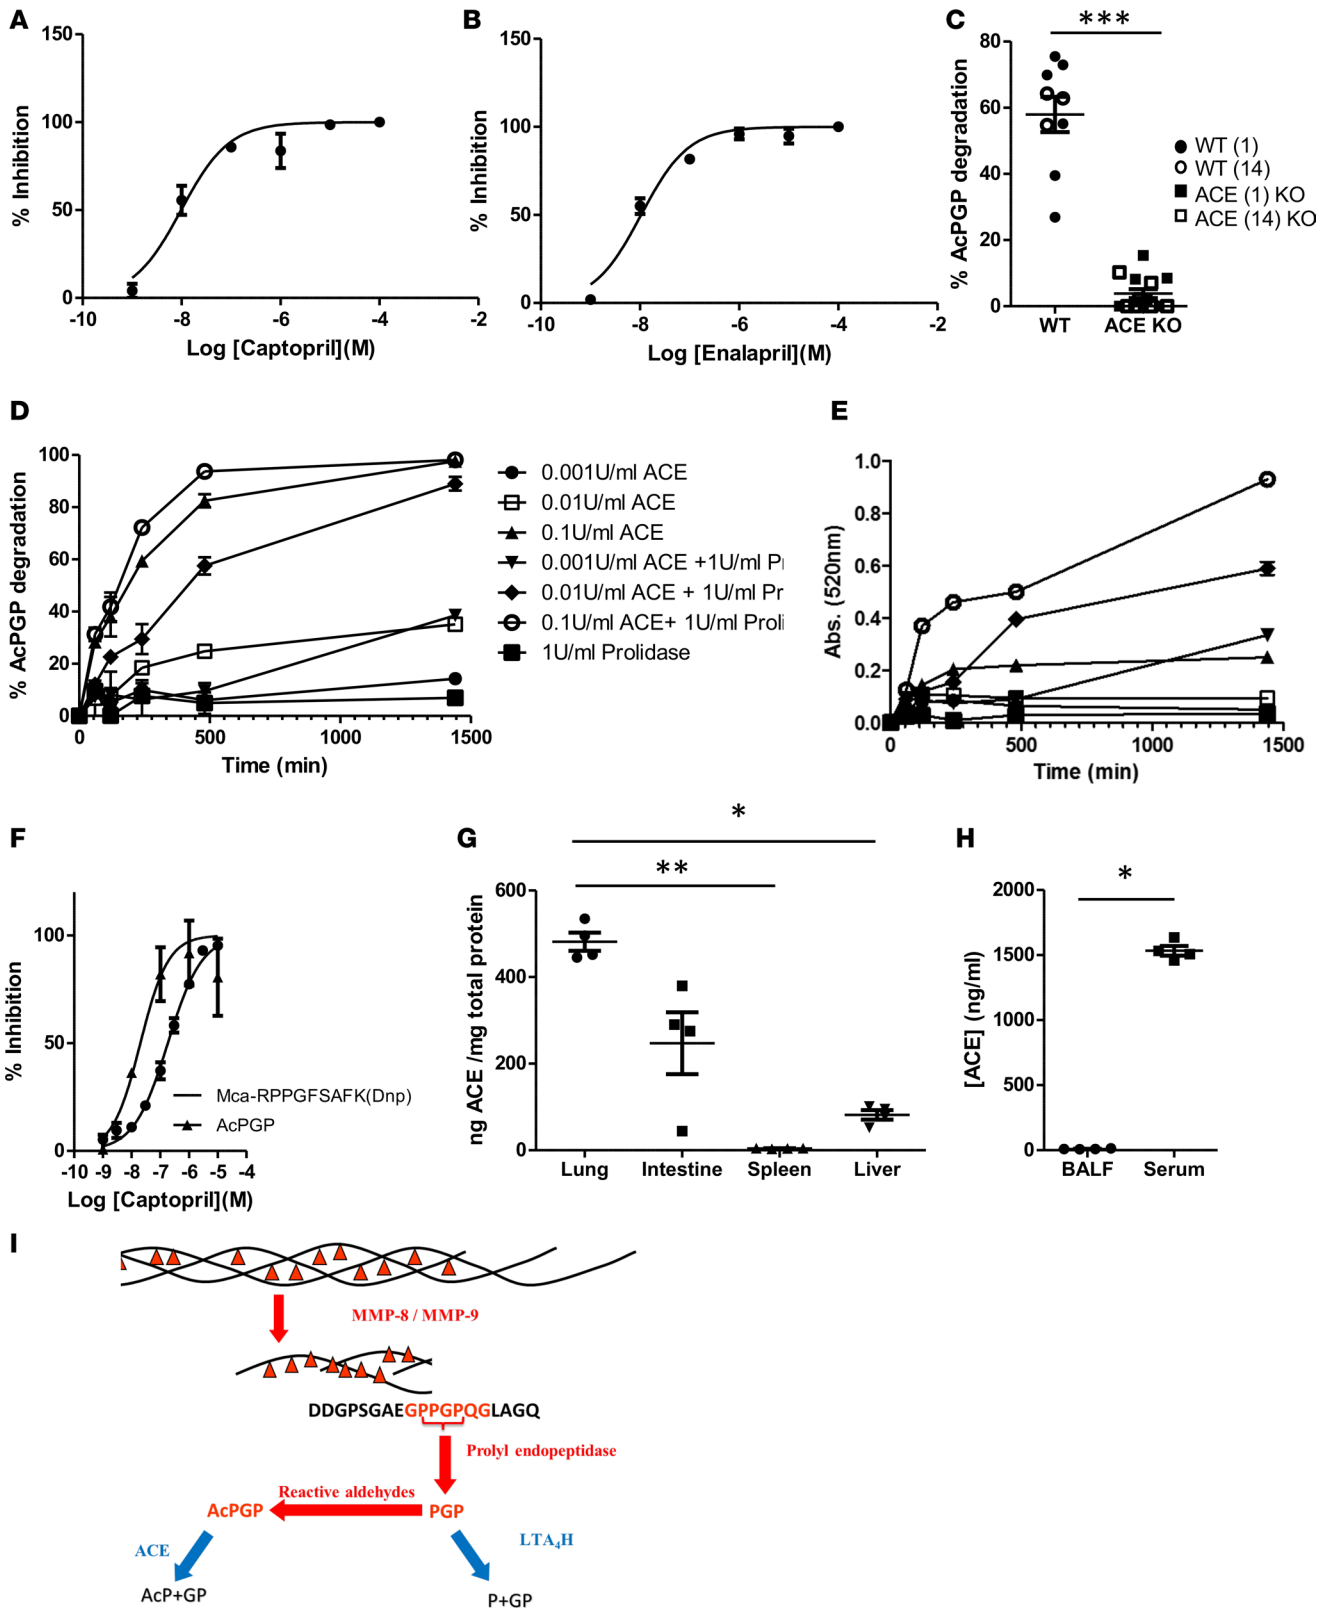 A
% Inhibition
150
100
50
0
-10
-8
-6
-4
-2
Log [Captopril](M)
B
% Inhibition
150
100
50
0
-10
-8
-6
-4
-2
Log [Enalapril](M)
C
***
% AcPGP degradation
80
60
40
20
0
WT
ACE KO
WT (1)
WT (14)
ACE (1) KO
ACE (14) KO
D
% AcPGP degradation
100
80
60
40
20
0
0
500
1000
1500
Time (min)
0.001U/ml ACE
0.01U/ml ACE
0.1U/ml ACE
0.001U/ml ACE +1U/ml P
0.01U/ml ACE + 1U/ml Pr
0.1U/ml ACE+ 1U/ml Proli
1U/ml Prolidase
E
Abs. (520nm)
1.0
0.8
0.6
0.4
0.2
0.0
0
500
1000
1500
Time (min)
F
% Inhibition
100
50
0
-10
-9
-8
-7
-6
-5
-4
Log [Captopril](M)
Mca-RPPGFSAFK(Dnp)
AcPGP
G
*
**
ng ACE /mg total protein
600
400
200
0
Lung
Intestine
Spleen
Liver
H
*
[ACE] (ng/ml)
2000
1500
1000
500
0
BALF
Serum
I
MMP-8 / MMP-9
DDGPSGAEGPPGPQGLAGQ
Prolyl endopeptidase
Reactive aldehydes
AcPGP
PGP
ACE
LTA₄H
AcP+GP
P+GP